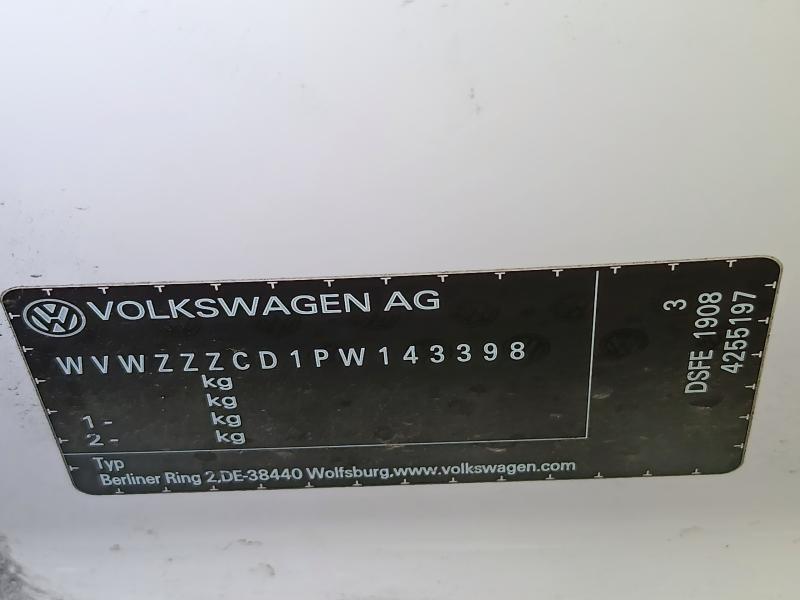 VOLKSWAGEN AG
WVWZZZCD1PW143398
kg
kg
1- kg
2- kg
Typ
Berliner Ring 2,DE-38440 Wolfsburg,www.volkswagen.com
3
DSFE 1908
4255197